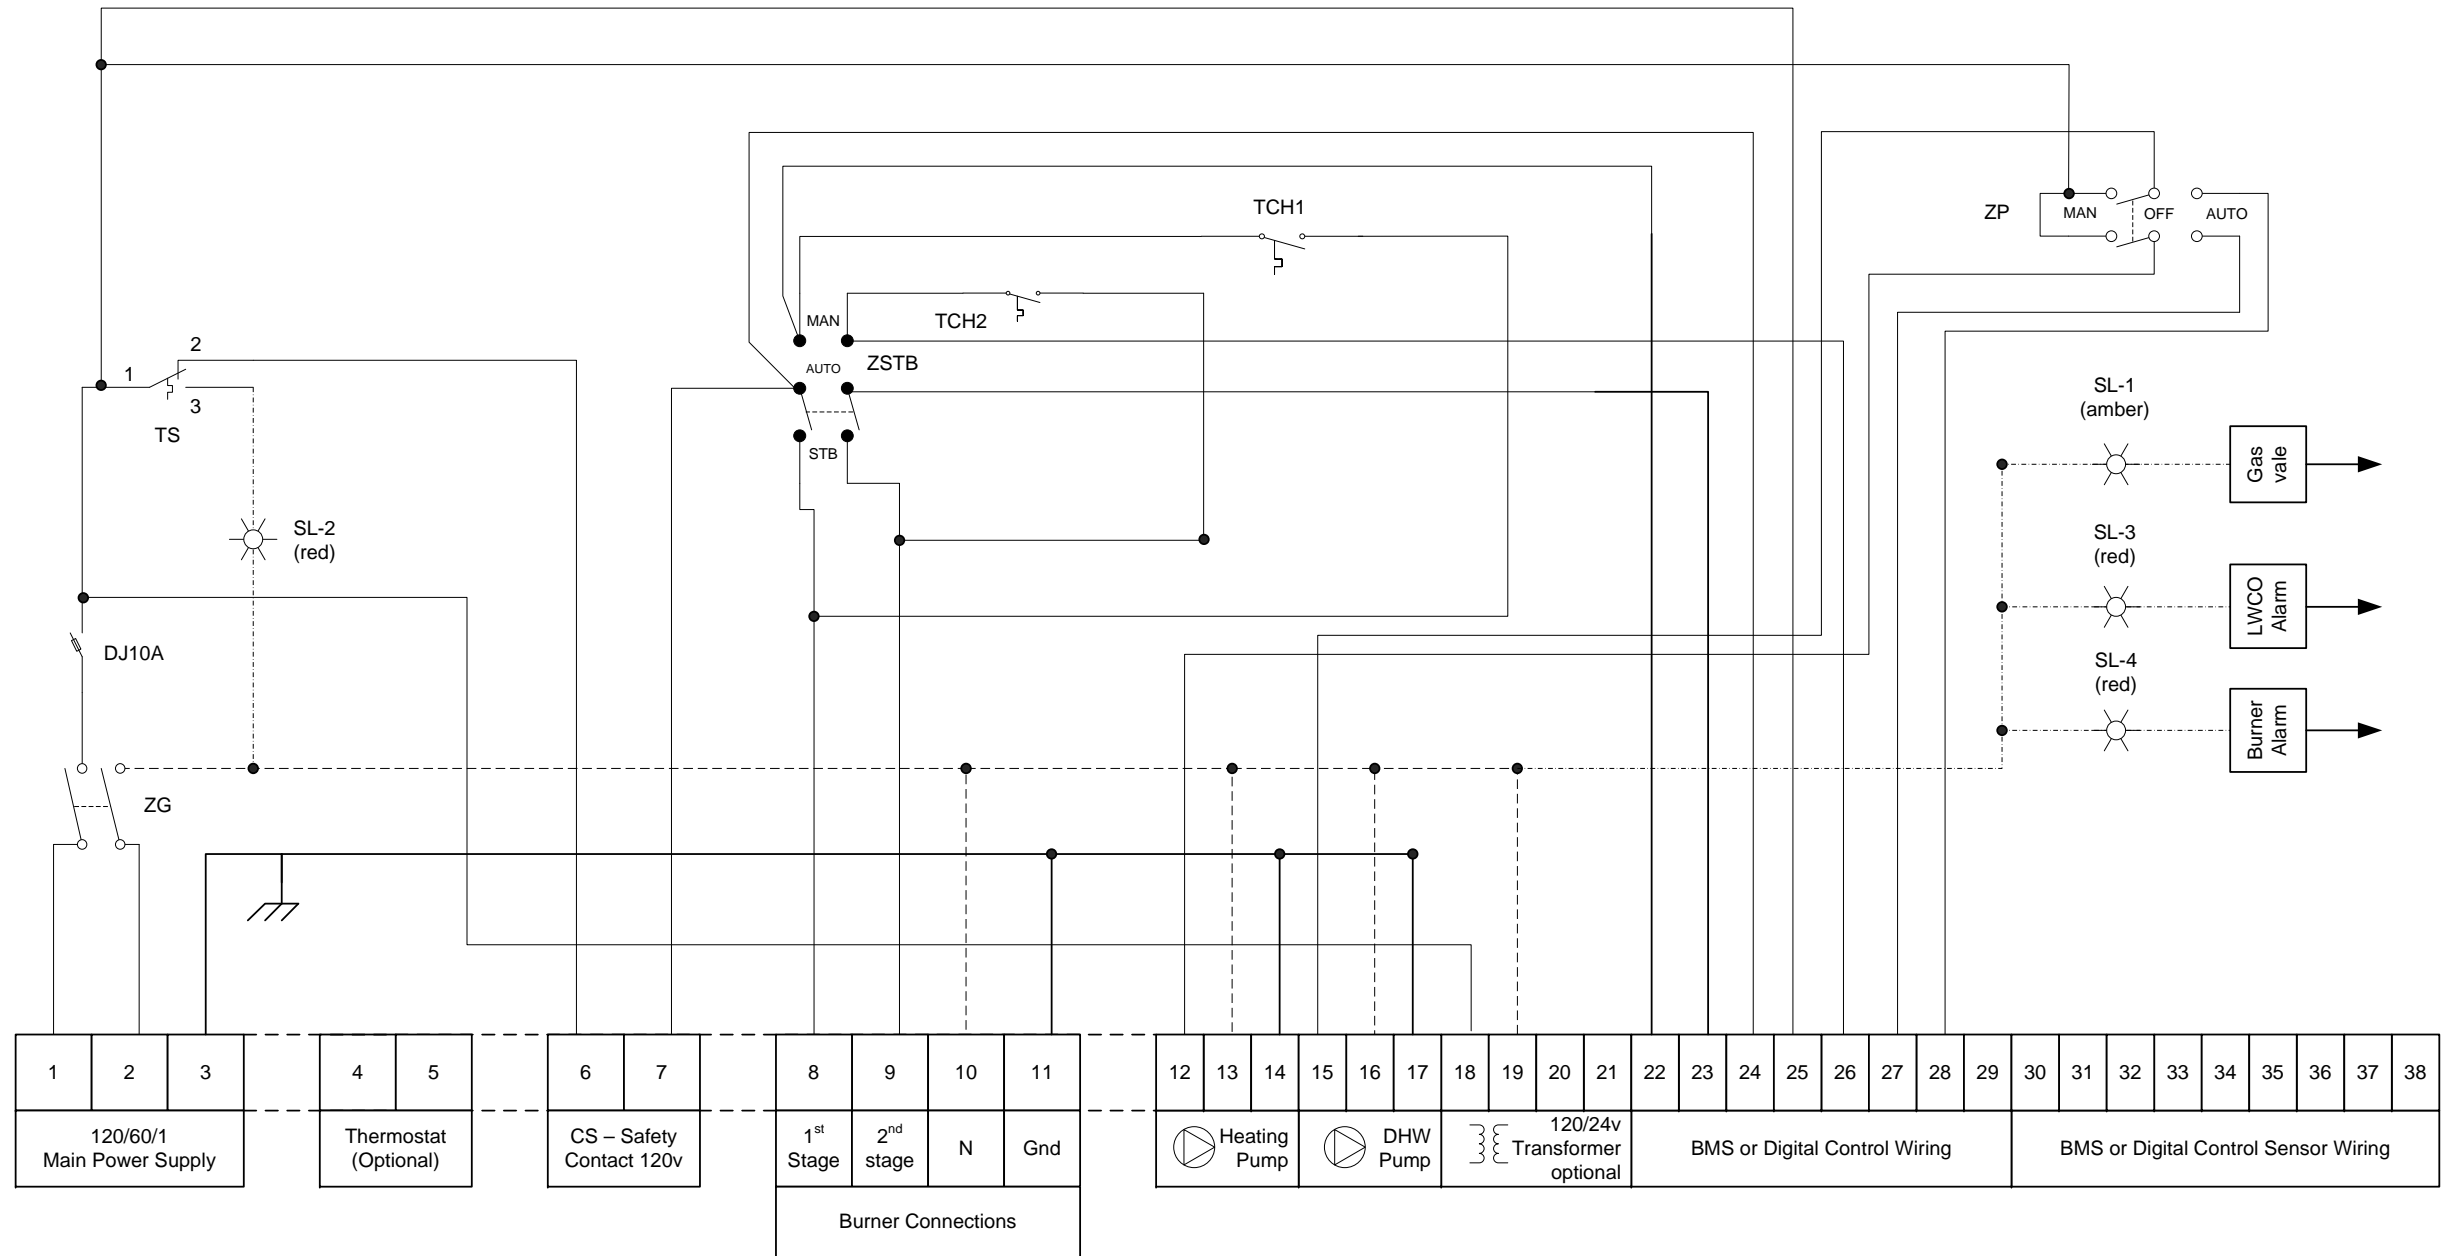 TCH1
ZP
MAN
OFF
AUTO
MAN
TCH2
AUTO
ZSTB
2
1
3
TS
STB
SL-1
(amber)
Gas
vale
SL-2
(red)
SL-3
(red)
LWCO
Alarm
DJ10A
SL-4
(red)
Burner
Alarm
ZG
1
2
3
4
5
6
7
8
9
10
11
12
13
14
15
16
17
18
19
20
21
22
23
24
25
26
27
28
29
30
31
32
33
34
35
36
37
38
120/60/1
Main Power Supply
Thermostat
(Optional)
CS – Safety
Contact 120v
1st
Stage
2nd
stage
N
Gnd
Heating
Pump
DHW
Pump
120/24v
Transformer
optional
BMS or Digital Control Wiring
BMS or Digital Control Sensor Wiring
Burner Connections